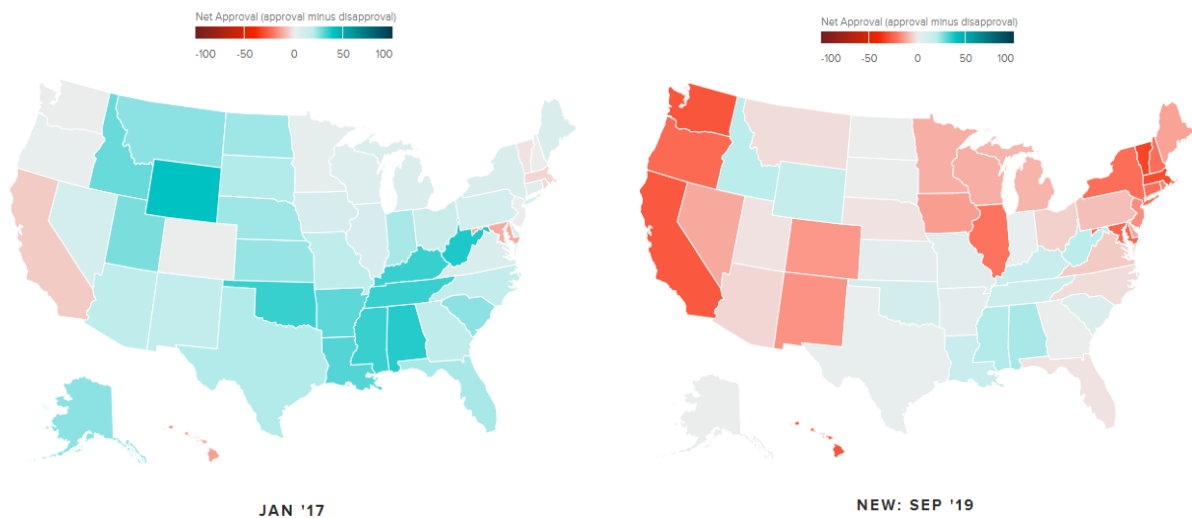 Net Approval (approval minus disapproval)
-100 -50 0 50 100
Net Approval (approval minus disapproval)
-100 -50 0 50 100
JAN '17
NEW: SEP '19